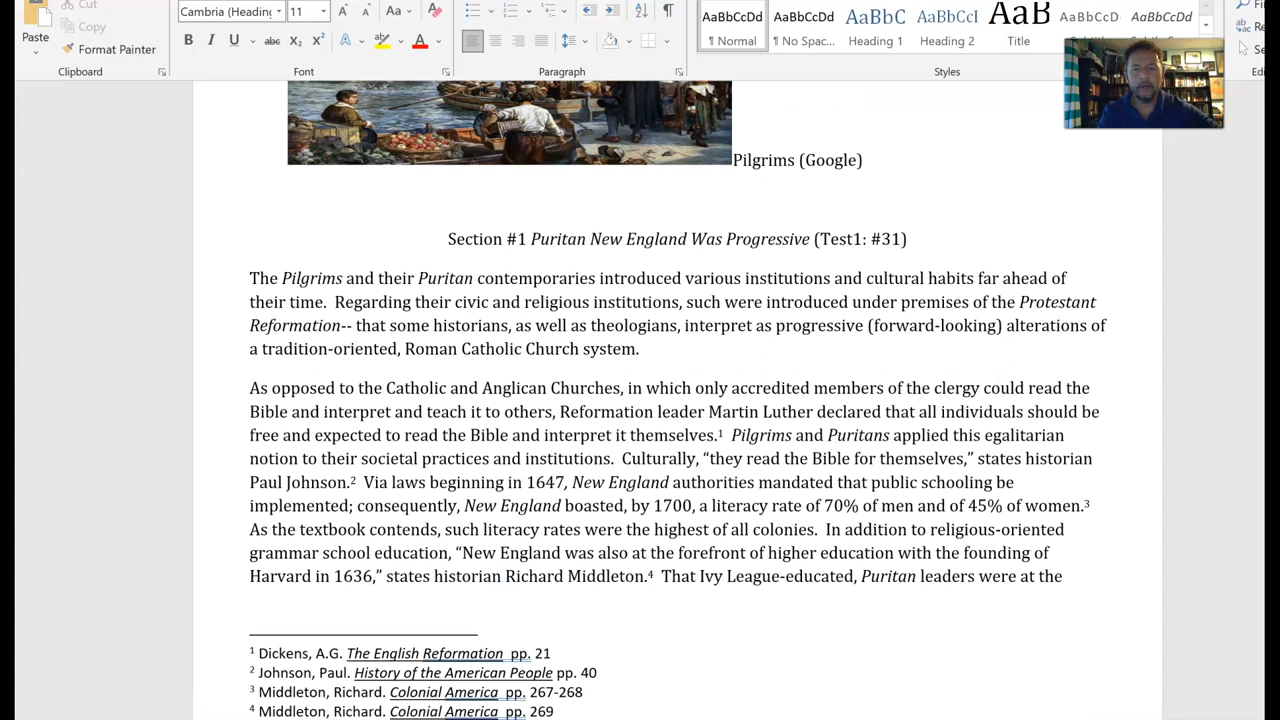 Cut
Copy
Paste
Format Painter
Clipboard
Cambria (Heading 11
Aa
B I U abc X₂ X² A A
Font
Paragraph
AaBbCcDd AaBbCcDd AaBbC AaBbCcI AaB AaBbCcD AaBbCcDd
¶ Normal ¶ No Spac... Heading 1 Heading 2 Title
Styles
Pilgrims (Google)
Section #1 Puritan New England Was Progressive (Test1: #31)
The Pilgrims and their Puritan contemporaries introduced various institutions and cultural habits far ahead of
their time. Regarding their civic and religious institutions, such were introduced under premises of the Protestant
Reformation-- that some historians, as well as theologians, interpret as progressive (forward-looking) alterations of
a tradition-oriented, Roman Catholic Church system.
As opposed to the Catholic and Anglican Churches, in which only accredited members of the clergy could read the
Bible and interpret and teach it to others, Reformation leader Martin Luther declared that all individuals should be
free and expected to read the Bible and interpret it themselves.¹ Pilgrims and Puritans applied this egalitarian
notion to their societal practices and institutions. Culturally, “they read the Bible for themselves,” states historian
Paul Johnson.² Via laws beginning in 1647, New England authorities mandated that public schooling be
implemented; consequently, New England boasted, by 1700, a literacy rate of 70% of men and of 45% of women.³
As the textbook contends, such literacy rates were the highest of all colonies. In addition to religious-oriented
grammar school education, “New England was also at the forefront of higher education with the founding of
Harvard in 1636,” states historian Richard Middleton.⁴ That Ivy League-educated, Puritan leaders were at the
¹ Dickens, A.G. The English Reformation pp. 21
² Johnson, Paul. History of the American People pp. 40
³ Middleton, Richard. Colonial America pp. 267-268
⁴ Middleton, Richard. Colonial America pp. 269